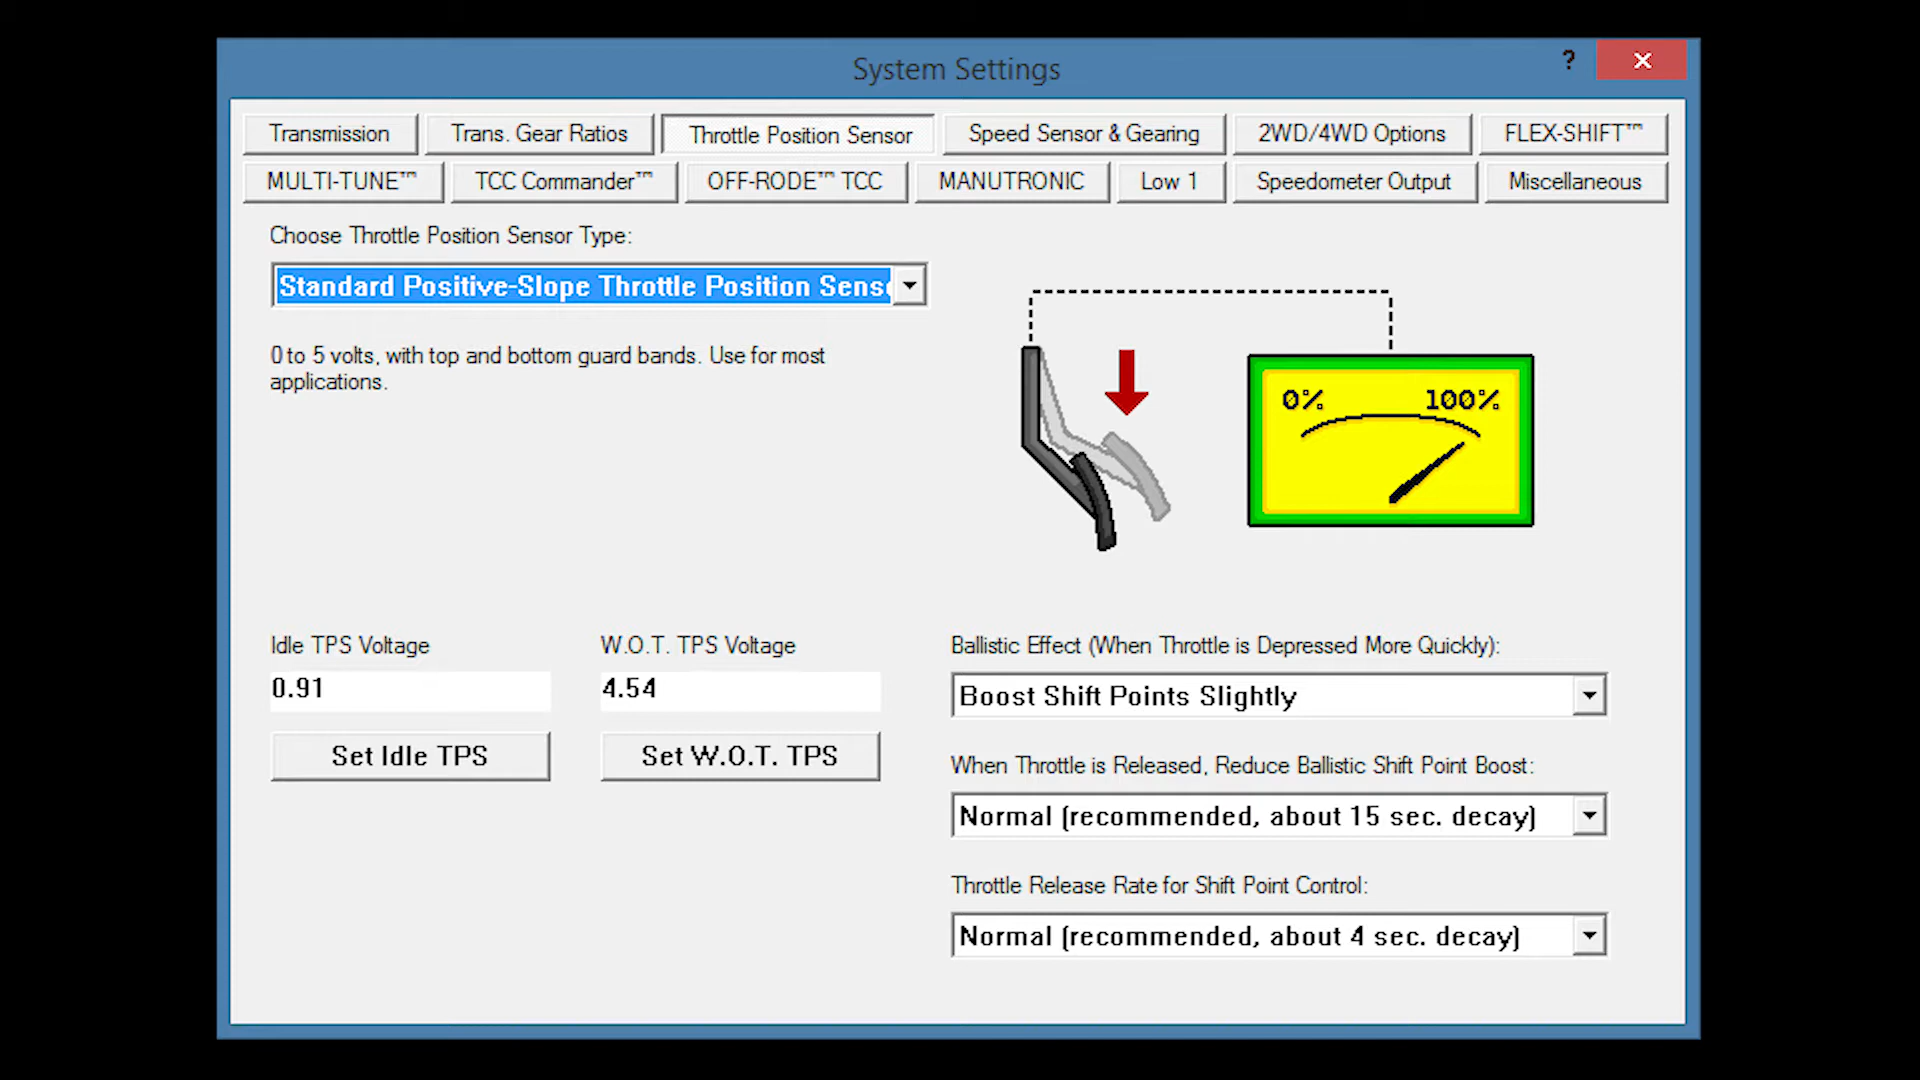 System Settings
?
Transmission
Trans. Gear Ratios
Throttle Position Sensor
Speed Sensor & Gearing
2WD/4WD Options
FLEX-SHIFT™
MULTI-TUNE™
TCC Commander™
OFF-RODE™ TCC
MANUTRONIC
Low 1
Speedometer Output
Miscellaneous
Choose Throttle Position Sensor Type:
Standard Positive-Slope Throttle Position Senso
0 to 5 volts, with top and bottom guard bands. Use for most
applications.
0% 100%
Idle TPS Voltage
0.91
Set Idle TPS
W.O.T. TPS Voltage
4.54
Set W.O.T. TPS
Ballistic Effect (When Throttle is Depressed More Quickly):
Boost Shift Points Slightly
When Throttle is Released, Reduce Ballistic Shift Point Boost:
Normal (recommended, about 15 sec. decay)
Throttle Release Rate for Shift Point Control:
Normal (recommended, about 4 sec. decay)